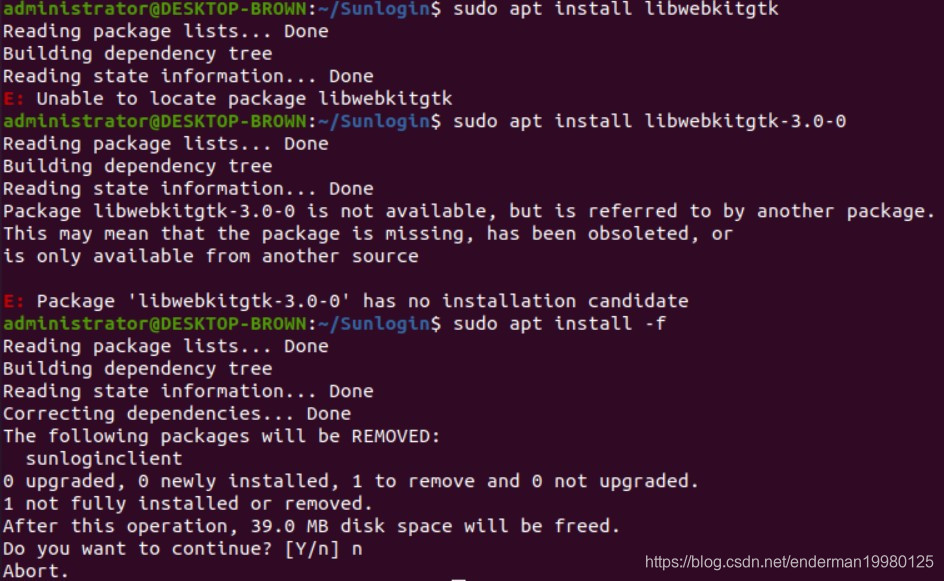 administrator@DESKTOP-BROWN:~/Sunlogin$ sudo apt install libwebkitgtk
Reading package lists... Done
Building dependency tree
Reading state information... Done
E: Unable to locate package libwebkitgtk
administrator@DESKTOP-BROWN:~/Sunlogin$ sudo apt install libwebkitgtk-3.0-0
Reading package lists... Done
Building dependency tree
Reading state information... Done
Package libwebkitgtk-3.0-0 is not available, but is referred to by another package.
This may mean that the package is missing, has been obsoleted, or
is only available from another source
E: Package 'libwebkitgtk-3.0-0' has no installation candidate
administrator@DESKTOP-BROWN:~/Sunlogin$ sudo apt install -f
Reading package lists... Done
Building dependency tree
Reading state information... Done
Correcting dependencies... Done
The following packages will be REMOVED:
  sunloginclient
0 upgraded, 0 newly installed, 1 to remove and 0 not upgraded.
1 not fully installed or removed.
After this operation, 39.0 MB disk space will be freed.
Do you want to continue? [Y/n] n
Abort.
https://blog.csdn.net/enderman19980125